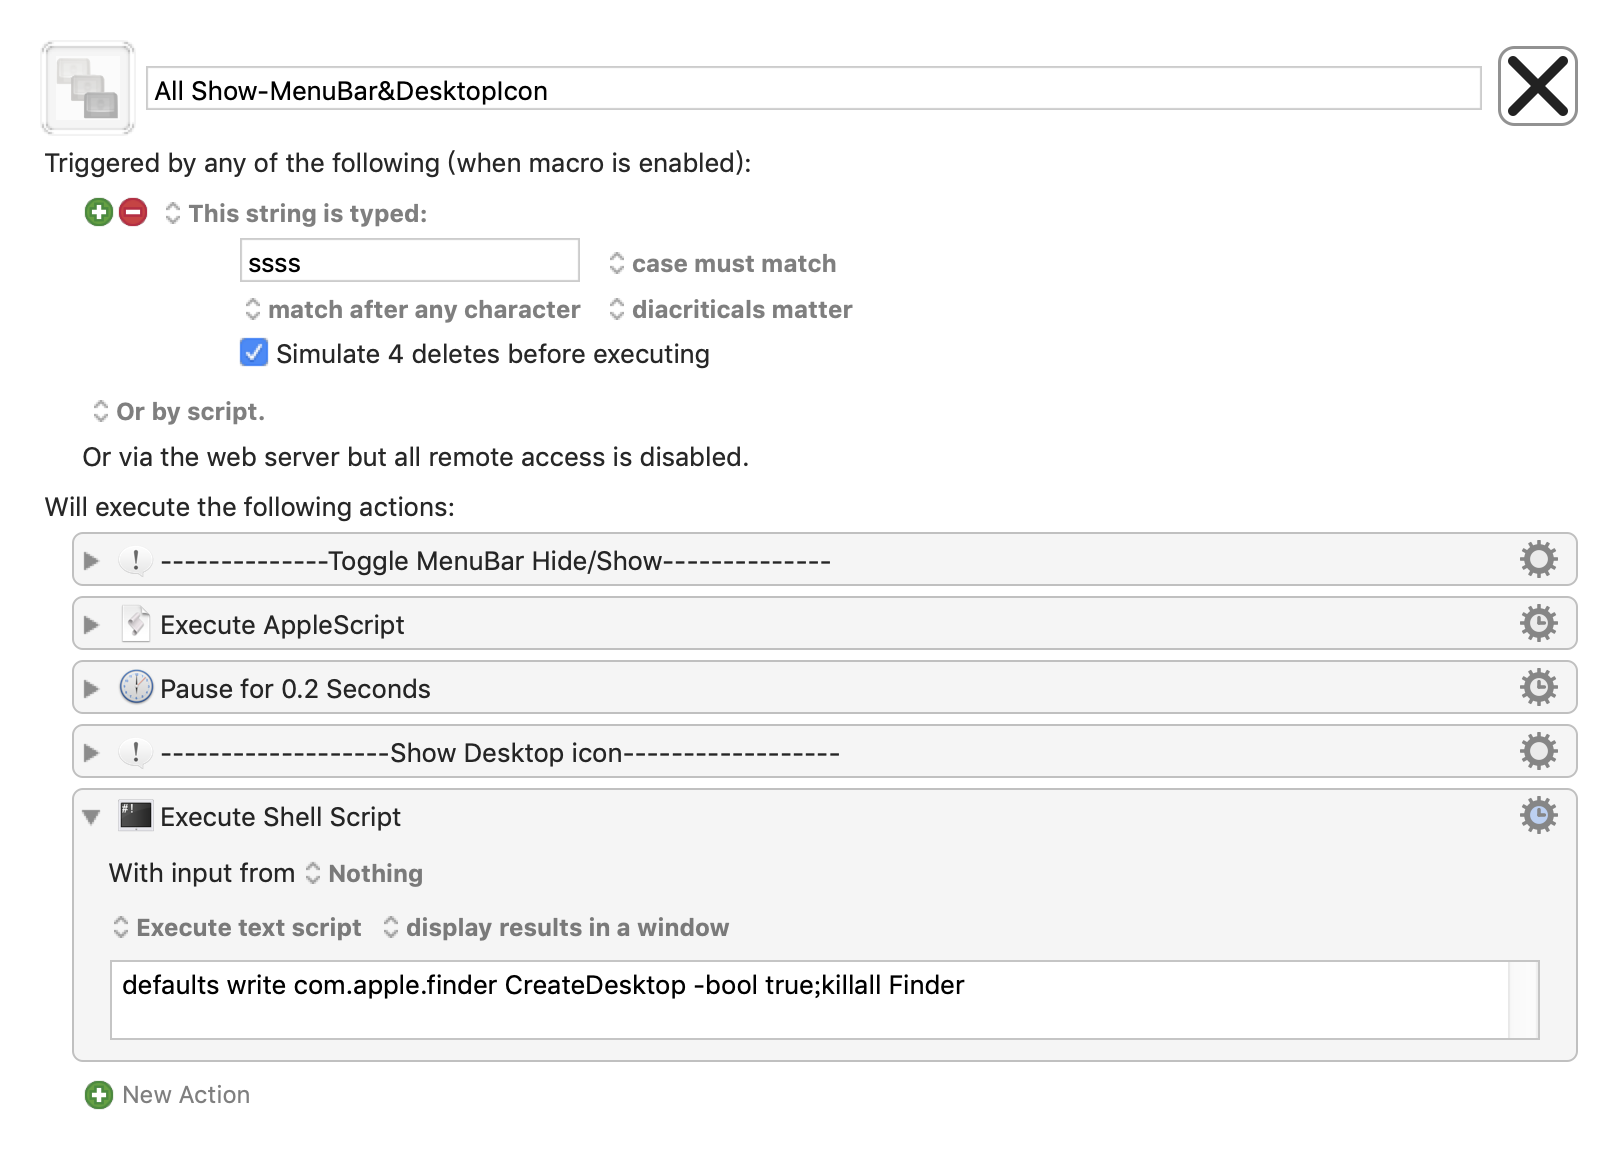 All Show-MenuBar&DesktopIcon
Triggered by any of the following (when macro is enabled):
This string is typed:
ssss
case must match
match after any character
diacriticals matter
Simulate 4 deletes before executing
Or by script.
Or via the web server but all remote access is disabled.
Will execute the following actions:
! --------------Toggle MenuBar Hide/Show--------------
Execute AppleScript
Pause for 0.2 Seconds
! -------------------Show Desktop icon------------------
#! Execute Shell Script
With input from Nothing
Execute text script display results in a window
defaults write com.apple.finder CreateDesktop -bool true;killall Finder
New Action